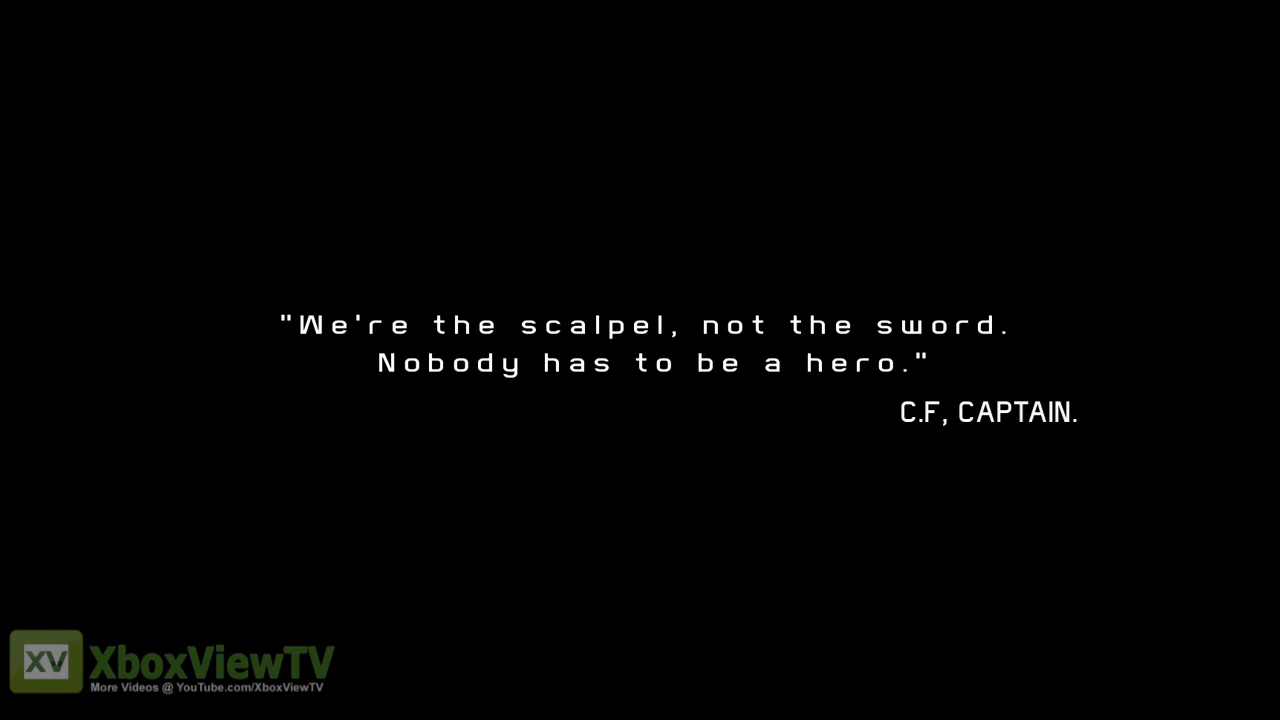 "We're the scalpel, not the sword.
Nobody has to be a hero."
C.F, CAPTAIN.
XV XboxViewTV
More Videos @ YouTube.com/XboxViewTV